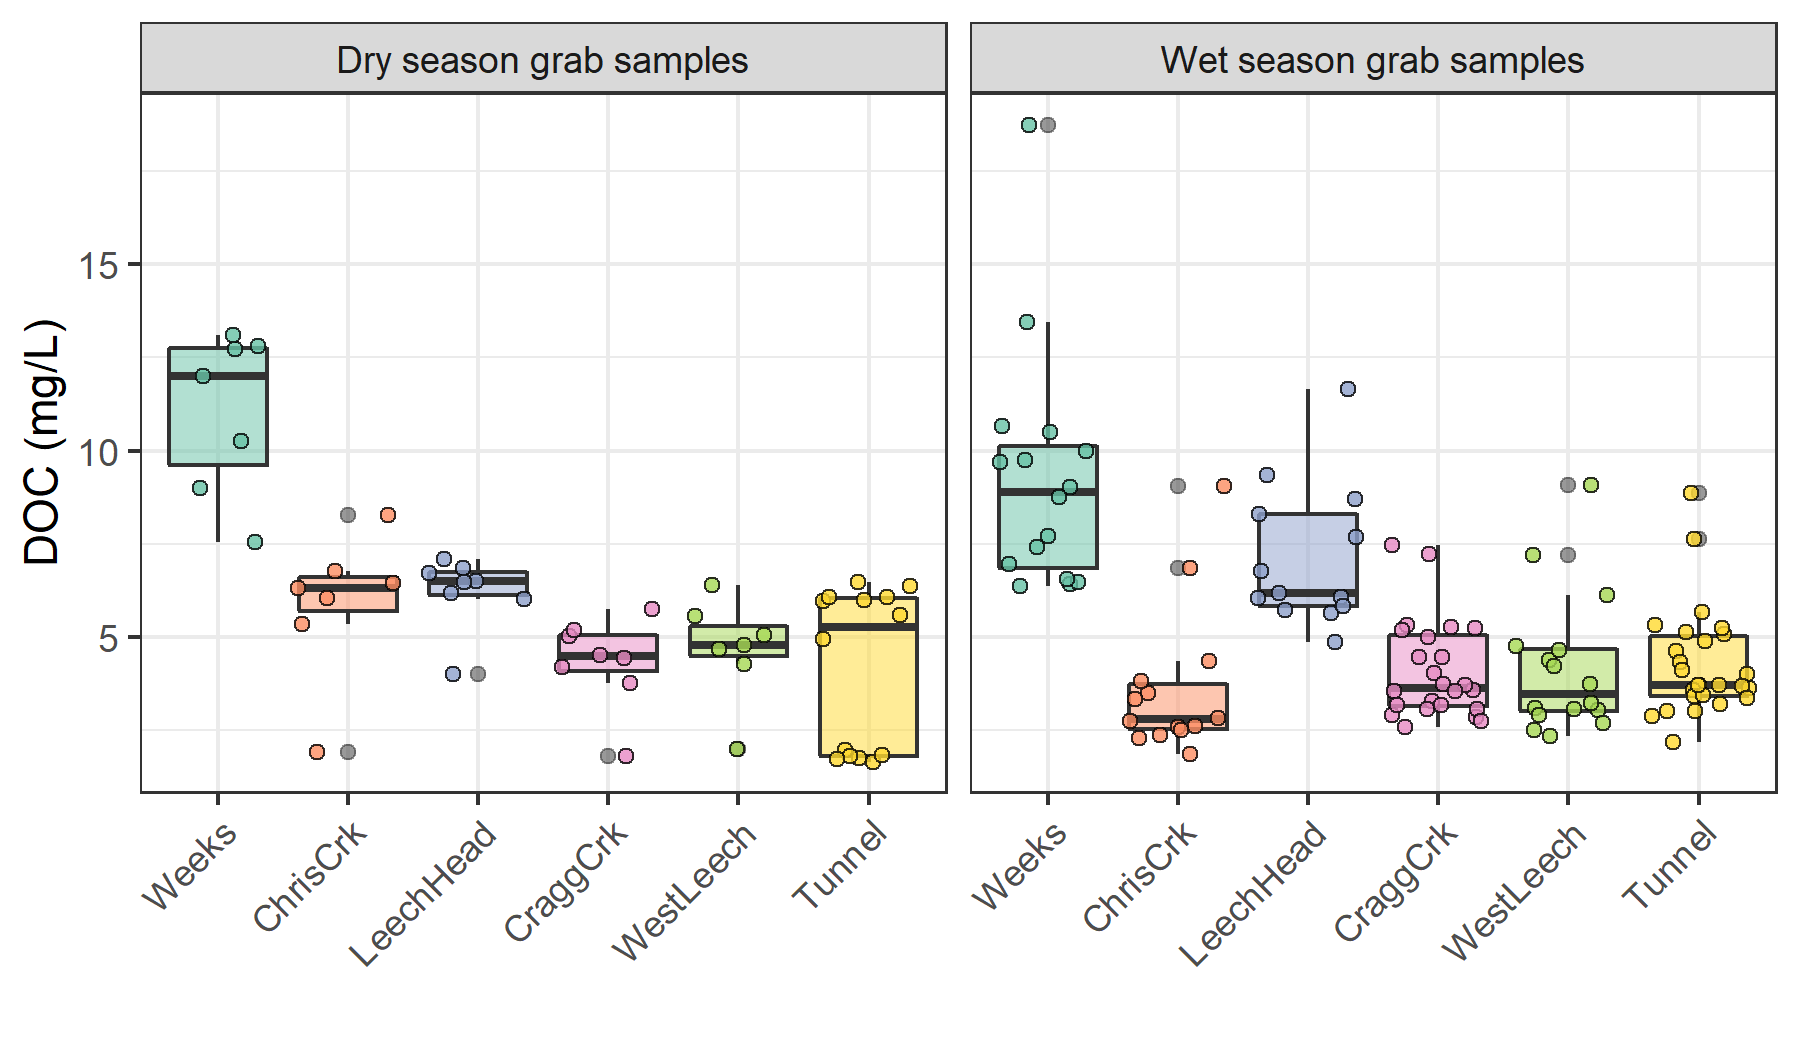 Dry season grab samples
Wet season grab samples
DOC (mg/L)
15
10
5
Weeks
ChrisCrk
LeechHead
CraggCrk
WestLeech
Tunnel
Weeks
ChrisCrk
LeechHead
CraggCrk
WestLeech
Tunnel